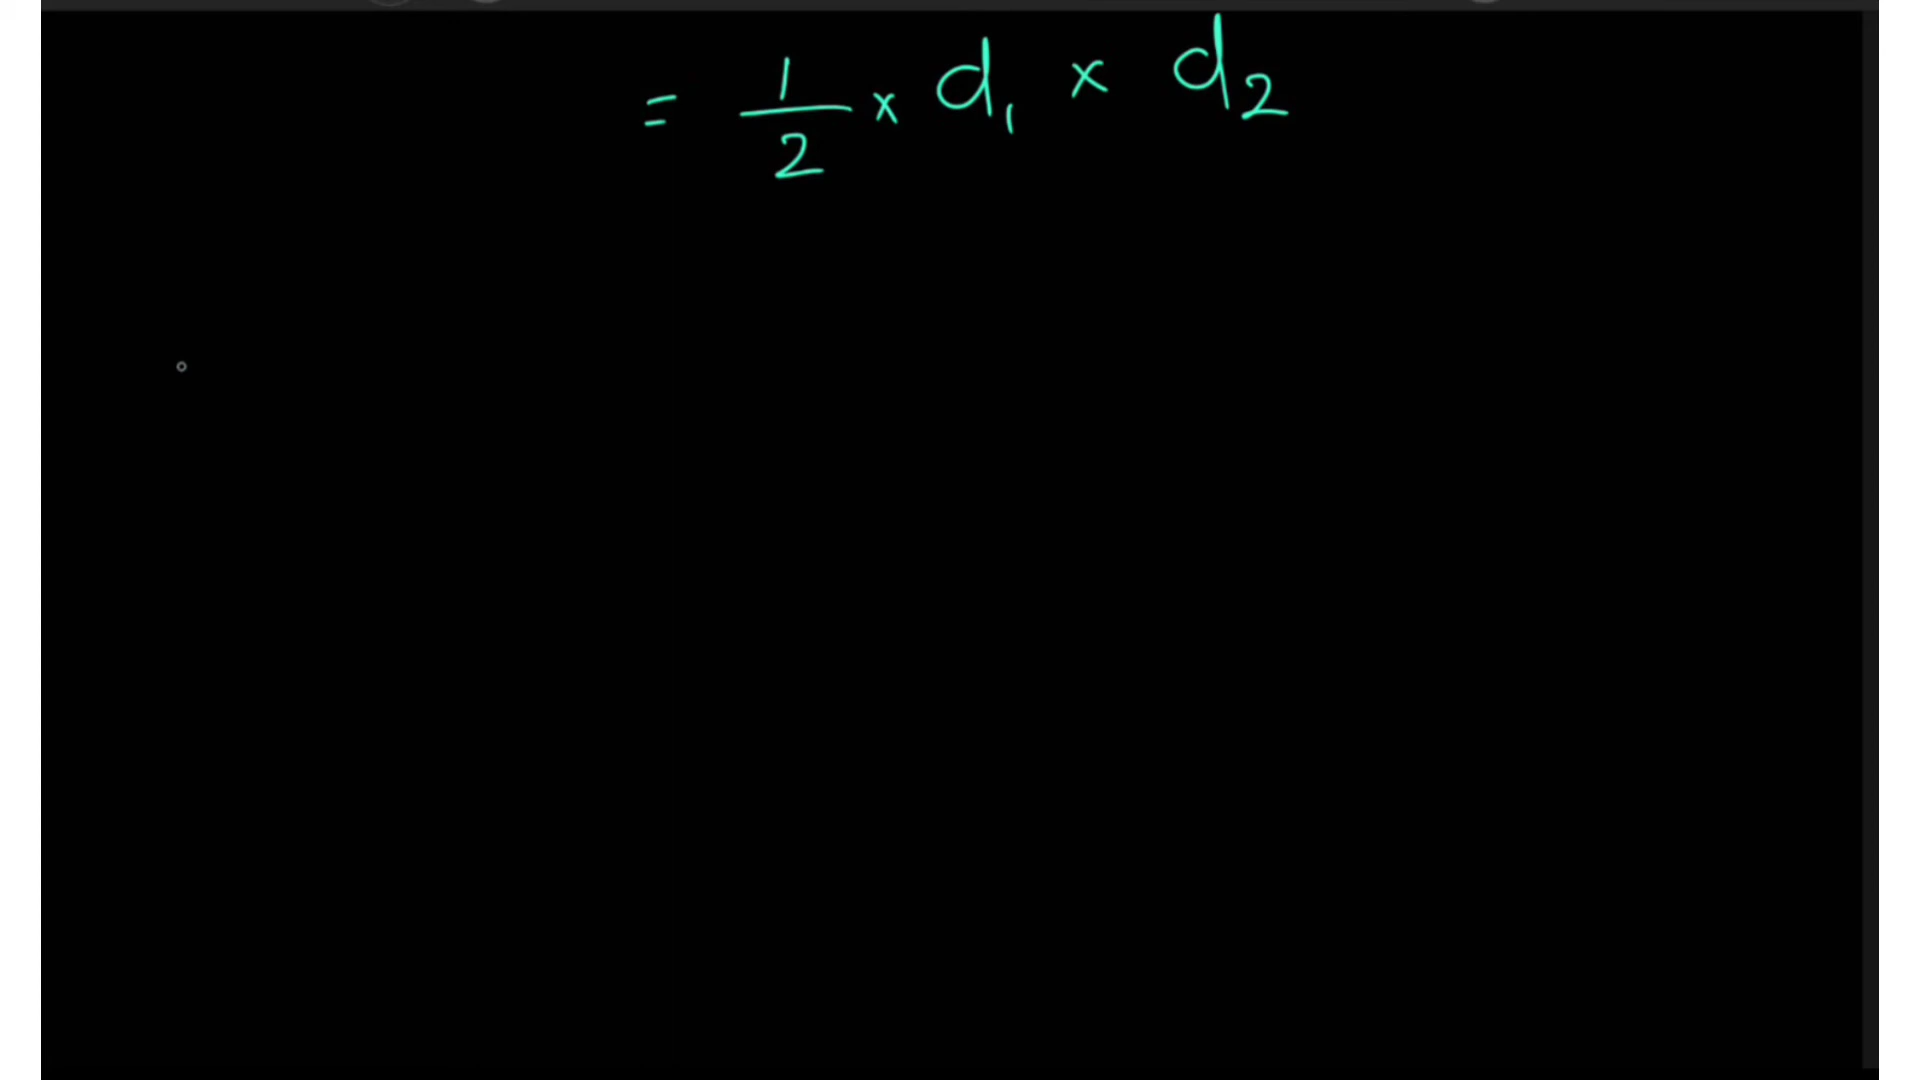 = 1/2 × d₁ × d₂